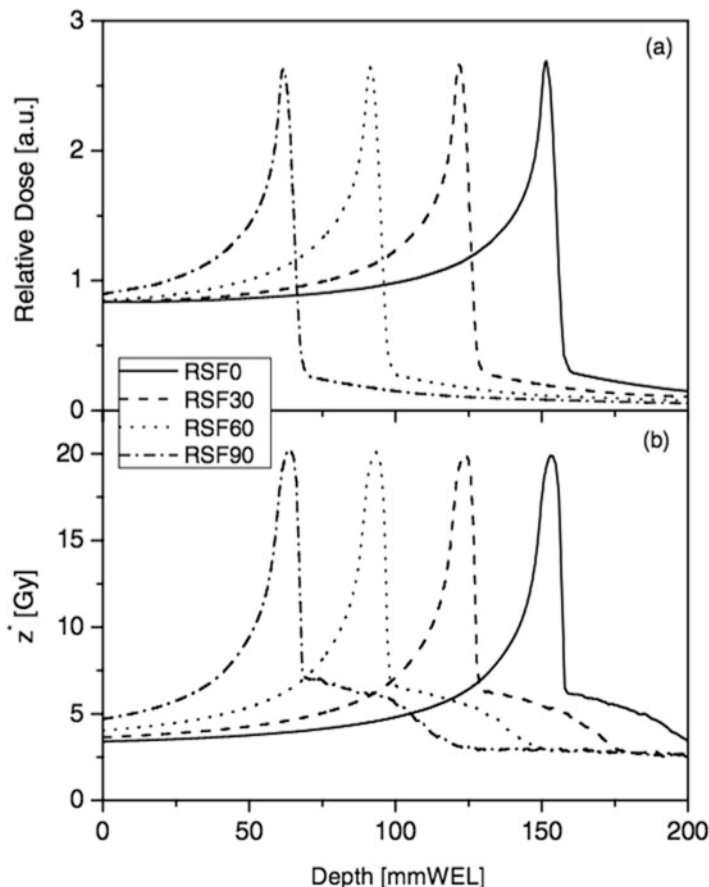 3
(a)
2
Relative Dose [a.u.]
1
0
RSF0
RSF30
RSF60
RSF90
20
(b)
15
z* [Gy]
10
5
0
0 50 100 150 200
Depth [mmWEL]